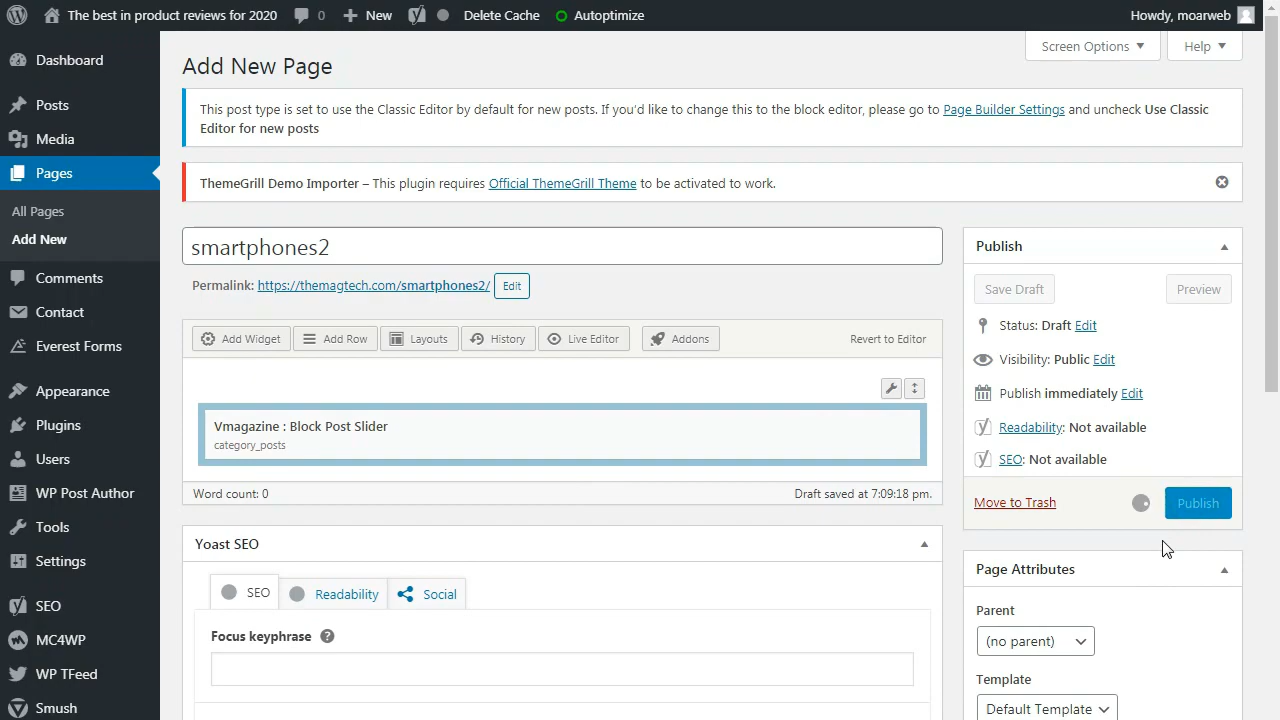 The best in product reviews for 2020 0 New Delete Cache Autoptimize Howdy, moarweb
Screen Options Help
Dashboard
Posts
Media
Pages
All Pages
Add New
Comments
Contact
Everest Forms
Appearance
Plugins
Users
WP Post Author
Tools
Settings
SEO
MC4WP
WP TFeed
Smush
Add New Page
This post type is set to use the Classic Editor by default for new posts. If you'd like to change this to the block editor, please go to Page Builder Settings and uncheck Use Classic
Editor for new posts
ThemeGrill Demo Importer – This plugin requires Official ThemeGrill Theme to be activated to work.
smartphones2
Permalink: https://themagtech.com/smartphones2/ Edit
Add Widget Add Row Layouts History Live Editor Addons Revert to Editor
Vmagazine : Block Post Slider
category_posts
Word count: 0 Draft saved at 7:09:18 pm.
Yoast SEO
SEO Readability Social
Focus keyphrase ?
Publish
Save Draft Preview
Status: Draft Edit
Visibility: Public Edit
Publish immediately Edit
Readability: Not available
SEO: Not available
Move to Trash Publish
Page Attributes
Parent
(no parent)
Template
Default Template